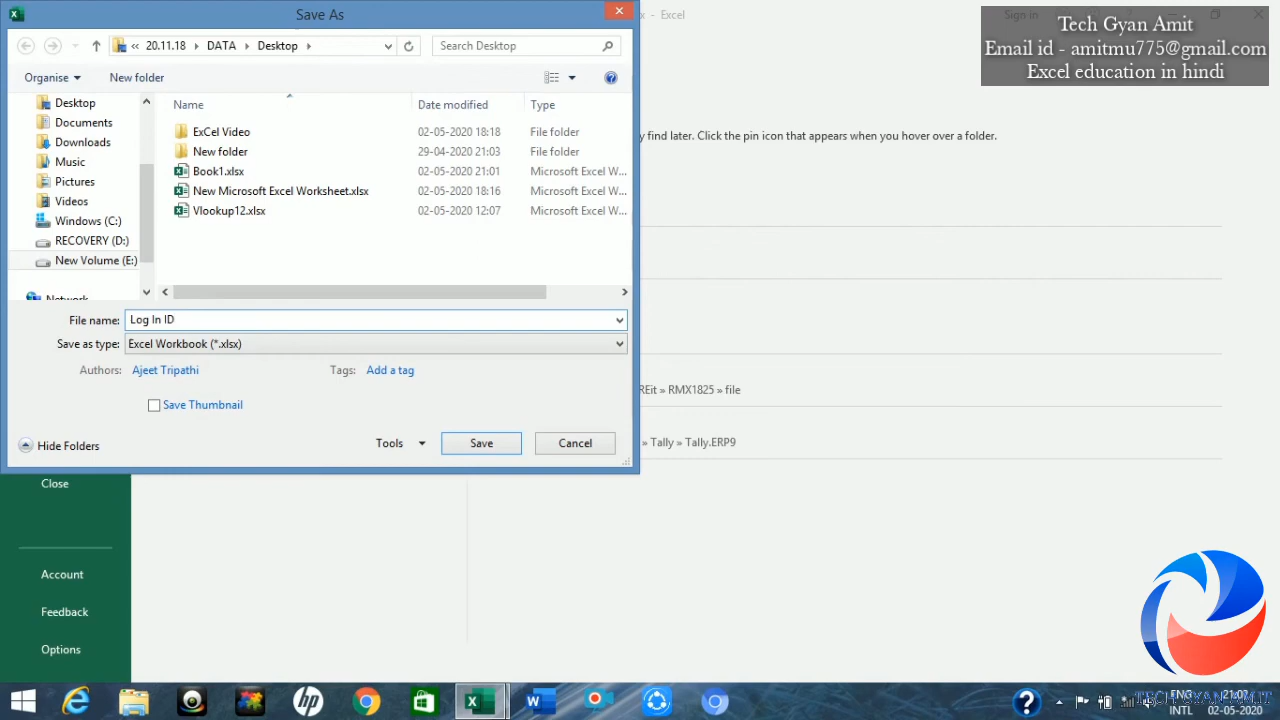 Save As
x - Excel
Sign in
Tech Gyan Amit
Email id - amitmu775@gmail.com
Excel education in hindi
20.11.18
DATA
Desktop
Search Desktop
Organise
New folder
Name
Date modified
Type
Desktop
Documents
Downloads
Music
Pictures
Videos
Windows (C:)
RECOVERY (D:)
New Volume (E:)
Network
ExCel Video 02-05-2020 18:18 File folder
New folder 29-04-2020 21:03 File folder
Book1.xlsx 02-05-2020 21:01 Microsoft Excel W...
New Microsoft Excel Worksheet.xlsx 02-05-2020 18:16 Microsoft Excel W...
Vlookup12.xlsx 02-05-2020 12:07 Microsoft Excel W...
y find later. Click the pin icon that appears when you hover over a folder.
File name: Log In ID
Save as type: Excel Workbook (*.xlsx)
Authors: Ajeet Tripathi
Tags: Add a tag
Save Thumbnail
REit » RMX1825 » file
» Tally » Tally.ERP9
Hide Folders
Tools
Save
Cancel
Close
Account
Feedback
Options
hp
ENG
INTL
02-05-2020
TECH GYAN AMIT